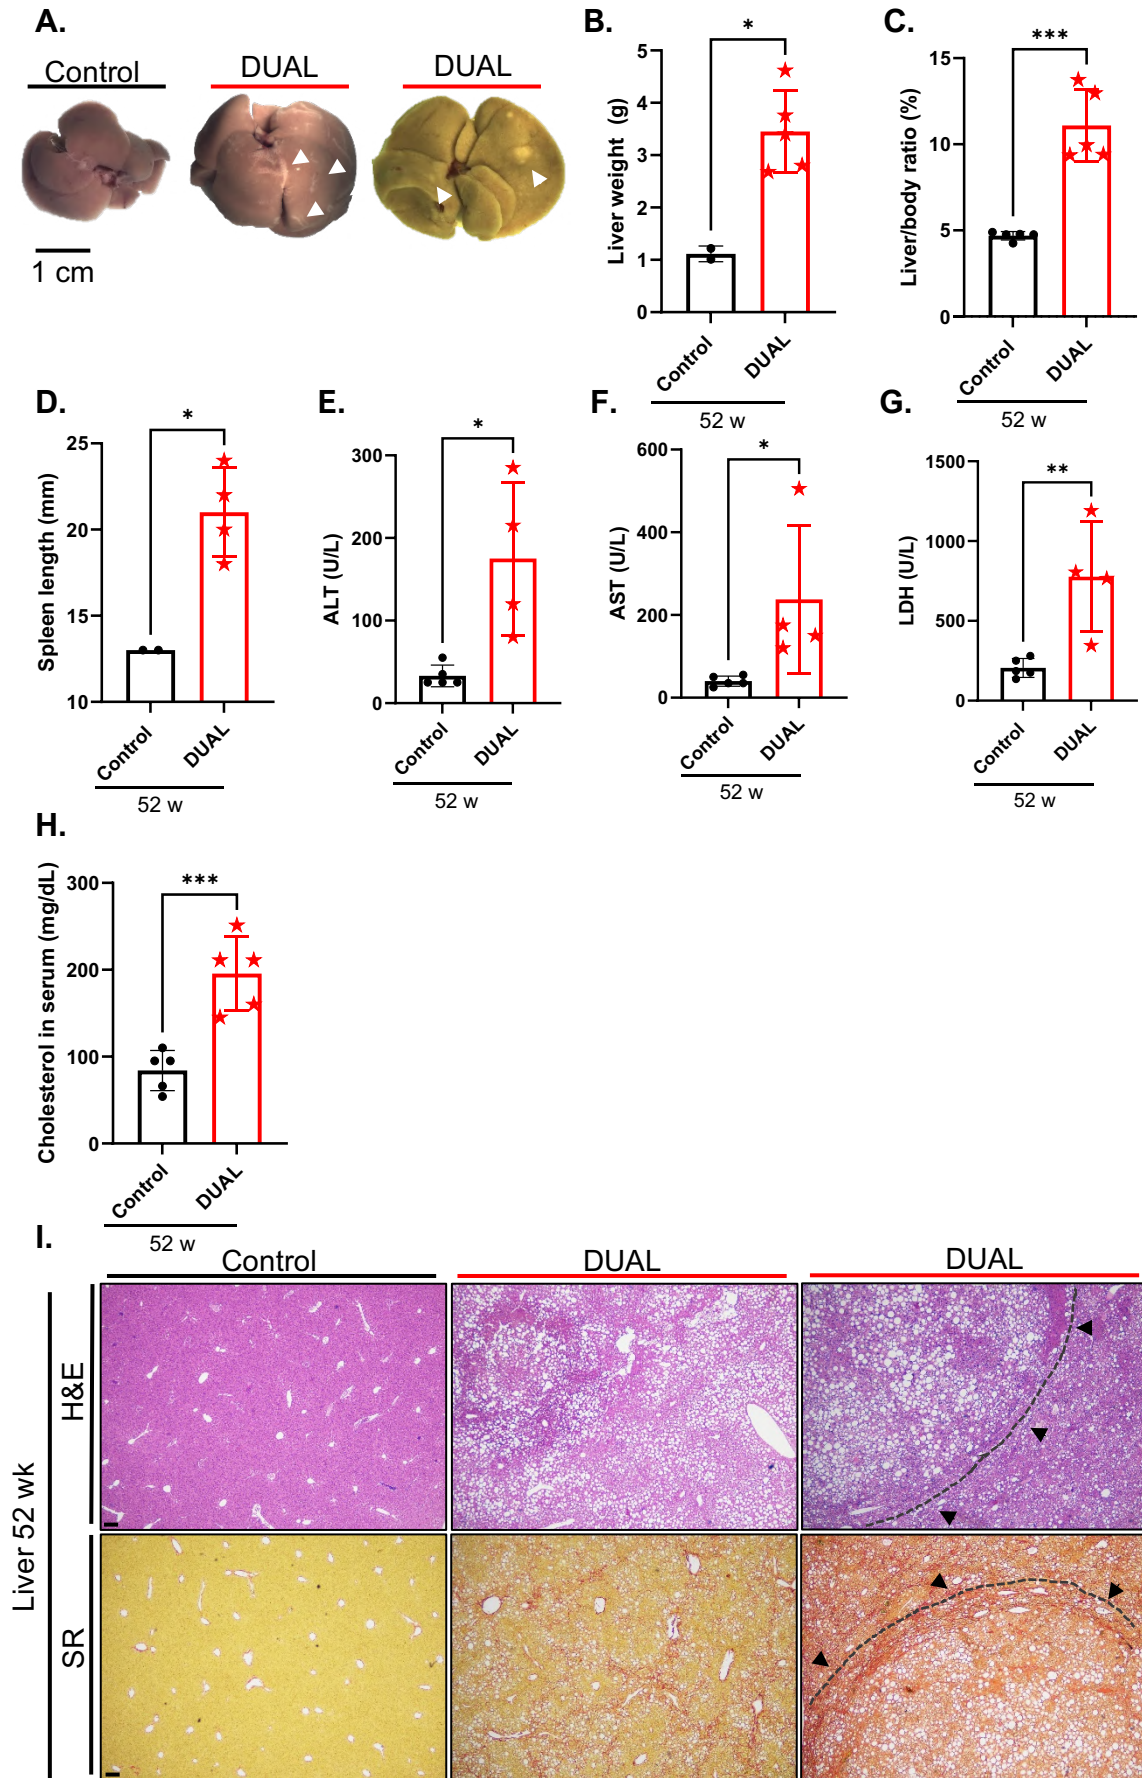 A.
Control
DUAL
DUAL
1 cm
B.
*
Liver weight (g)
5
4
3
2
1
0
Control
DUAL
52 w
C.
***
Liver/body ratio (%)
15
10
5
0
Control
DUAL
52 w
D.
*
Spleen length (mm)
25
20
15
10
Control
DUAL
52 w
E.
*
ALT (U/L)
300
200
100
0
Control
DUAL
52 w
F.
*
AST (U/L)
600
400
200
0
Control
DUAL
52 w
G.
**
LDH (U/L)
1500
1000
500
0
Control
DUAL
52 w
H.
***
Cholesterol in serum (mg/dL)
300
200
100
0
Control
DUAL
52 w
I.
Control
DUAL
DUAL
Liver 52 wk
H&E
SR